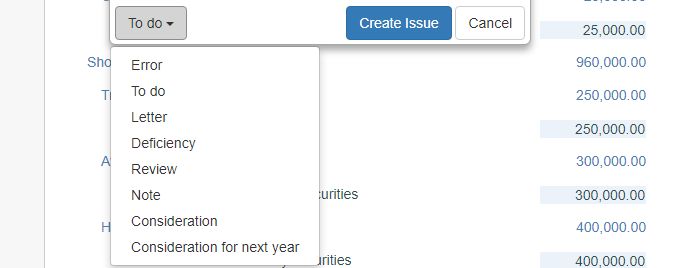 To do
Create Issue
Cancel
25,000.00
Error
Sho
960,000.00
To do
250,000.00
Letter
250,000.00
Deficiency
300,000.00
Review
Note
curities
300,000.00
Consideration
H
400,000.00
Consideration for next year
urities
400,000.00